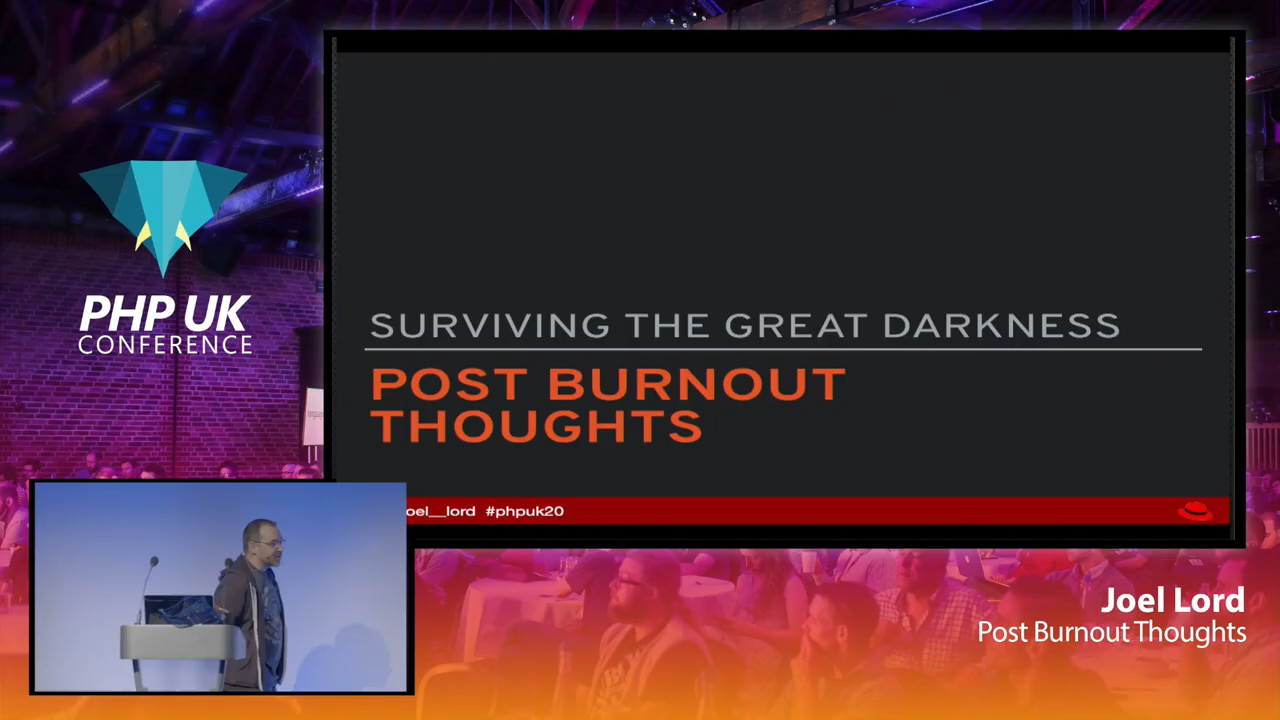 PHP UK
CONFERENCE
SURVIVING THE GREAT DARKNESS
POST BURNOUT
THOUGHTS
oel__lord #phpuk20
Joel Lord
Post Burnout Thoughts